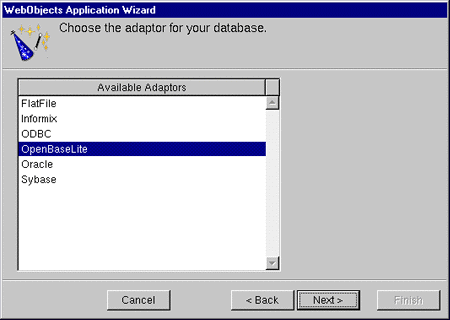 WebObjects Application Wizard
Choose the adaptor for your database.
Available Adaptors
FlatFile
Informix
ODBC
OpenBaseLite
Oracle
Sybase
Cancel
< Back
Next >
Finish